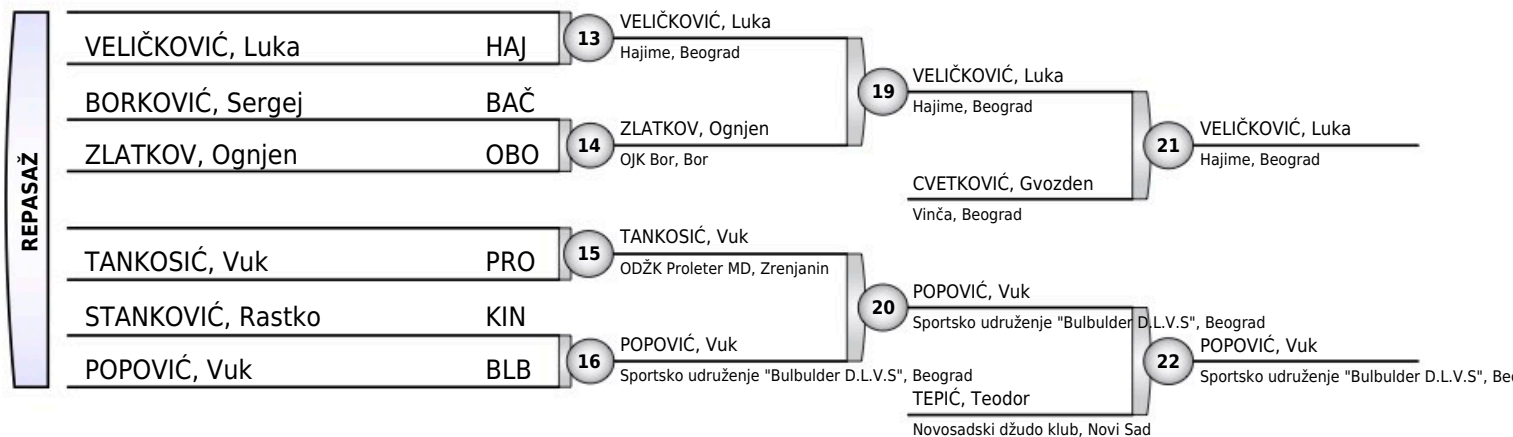 REPASAŽ
VELIČKOVIĆ, Luka HAJ
BORKOVIĆ, Sergej BAČ
ZLATKOV, Ognjen OBO
TANKOSIĆ, Vuk PRO
STANKOVIĆ, Rastko KIN
POPOVIĆ, Vuk BLB
13
VELIČKOVIĆ, Luka
Hajime, Beograd
14
ZLATKOV, Ognjen
OJK Bor, Bor
15
TANKOSIĆ, Vuk
ODŽK Proleter MD, Zrenjanin
16
POPOVIĆ, Vuk
Sportsko udruženje "Bulbulder D.L.V.S", Beograd
19
VELIČKOVIĆ, Luka
Hajime, Beograd
CVETKOVIĆ, Gvozden
Vinča, Beograd
20
POPOVIĆ, Vuk
Sportsko udruženje "Bulbulder D.L.V.S", Beograd
TEPIĆ, Teodor
Novosadski džudo klub, Novi Sad
21
VELIČKOVIĆ, Luka
Hajime, Beograd
22
POPOVIĆ, Vuk
Sportsko udruženje "Bulbulder D.L.V.S", Be